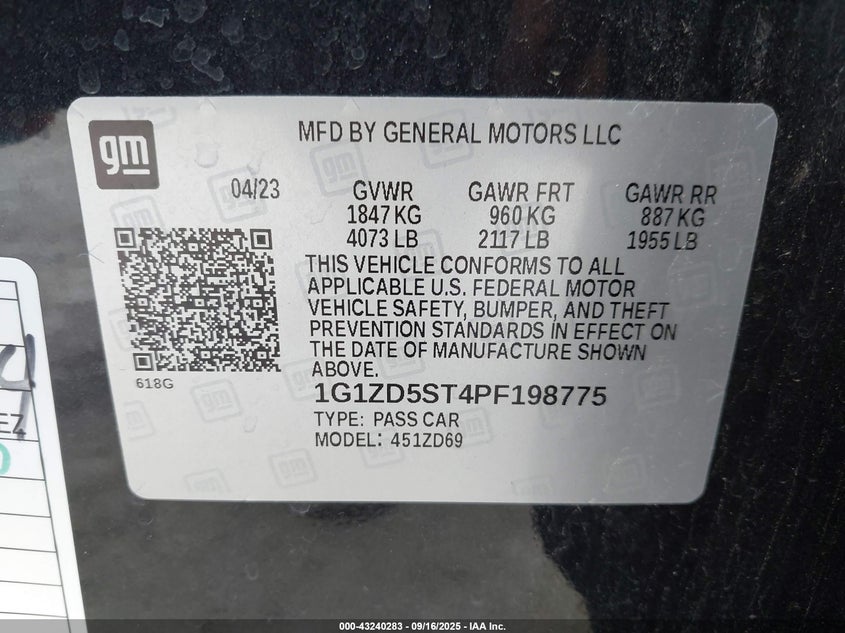 gm
MFD BY GENERAL MOTORS LLC
04/23 GVWR GAWR FRT GAWR RR
1847 KG 960 KG 887 KG
4073 LB 2117 LB 1955 LB
THIS VEHICLE CONFORMS TO ALL
APPLICABLE U.S. FEDERAL MOTOR
VEHICLE SAFETY, BUMPER, AND THEFT
PREVENTION STANDARDS IN EFFECT ON
THE DATE OF MANUFACTURE SHOWN
ABOVE.
618G
1G1ZD5ST4PF198775
TYPE: PASS CAR
MODEL: 451ZD69
000-43240283 - 09/16/2025 - IAA Inc.